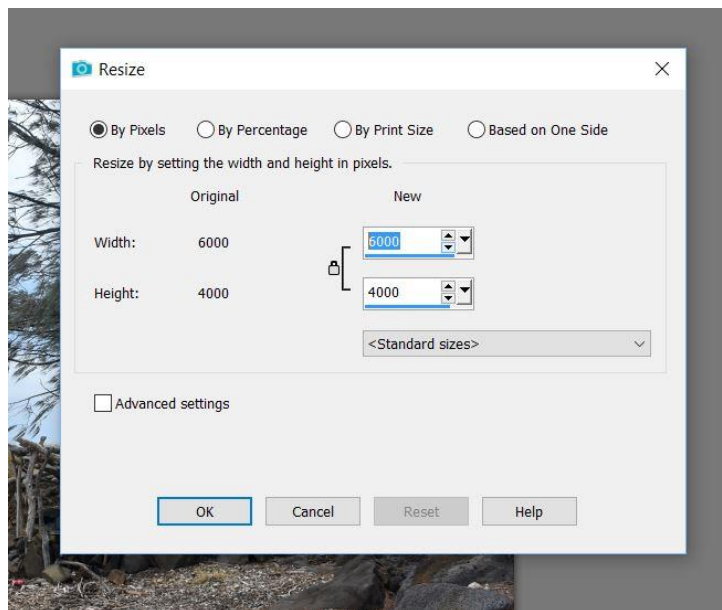 Resize
By Pixels By Percentage By Print Size Based on One Side
Resize by setting the width and height in pixels.
Original New
Width: 6000 6000
Height: 4000 4000
<Standard sizes>
Advanced settings
OK Cancel Reset Help